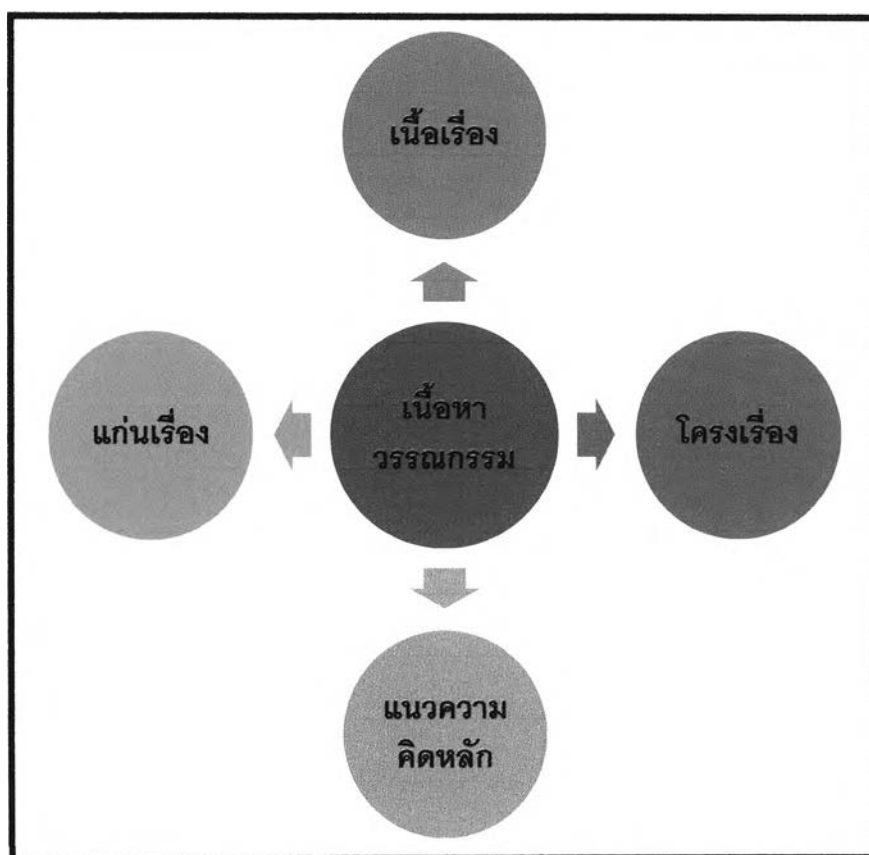 เนื้อเรื่อง
แก่นเรื่อง
เนื้อหา
วรรณกรรม
โครงเรื่อง
แนวความ
คิดหลัก